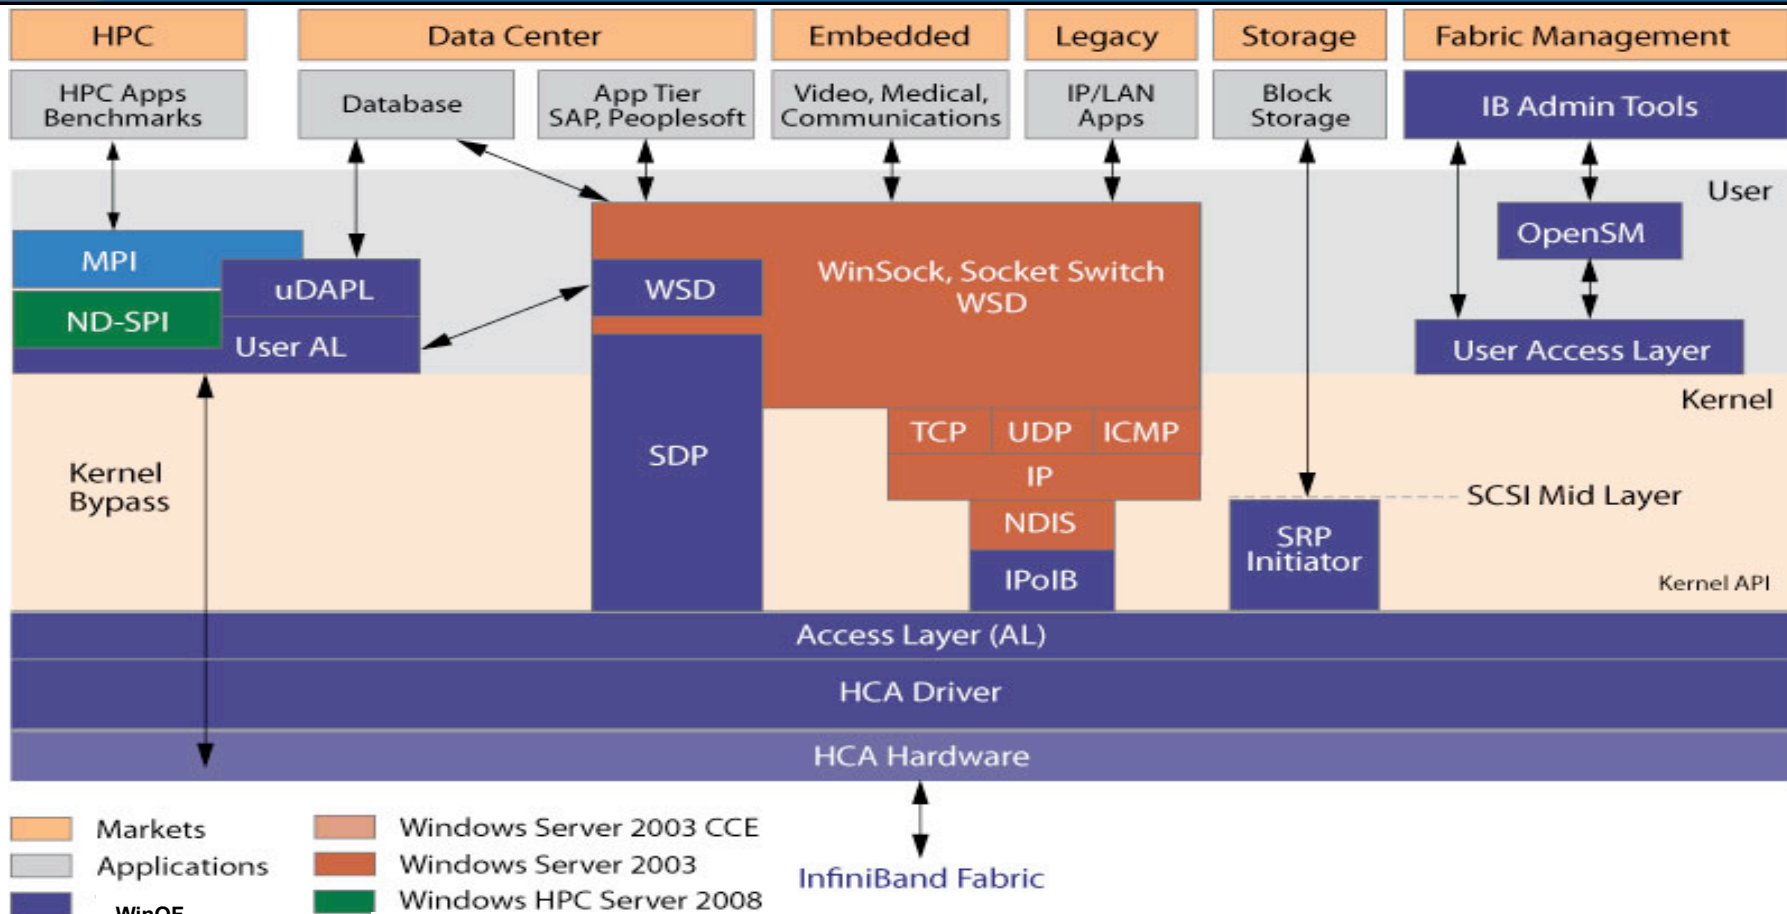 HPC
Data Center
Embedded
Legacy
Storage
Fabric Management
HPC Apps
Benchmarks
Database
App Tier
SAP, Peoplesoft
Video, Medical,
Communications
IP/LAN
Apps
Block
Storage
IB Admin Tools
User
MPI
ND-SPI
uDAPL
User AL
WSD
WinSock, Socket Switch
WSD
OpenSM
User Access Layer
Kernel
Kernel
Bypass
SDP
TCP
UDP
ICMP
IP
NDIS
IPoIB
SCSI Mid Layer
SRP
Initiator
Kernel API
Access Layer (AL)
HCA Driver
HCA Hardware
InfiniBand Fabric
Markets
Applications
Windows Server 2003 CCE
Windows Server 2003
Windows HPC Server 2008